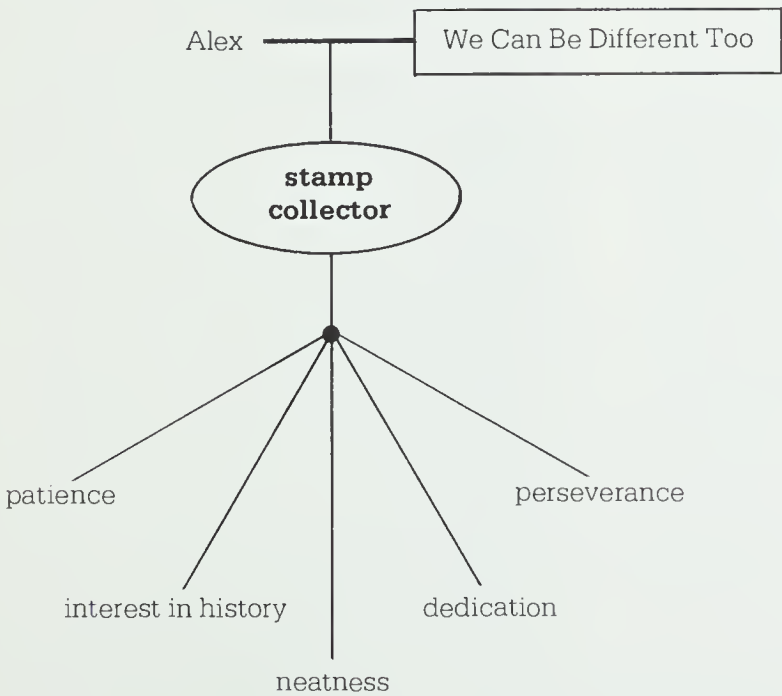 Alex
We Can Be Different Too
stamp
collector
patience
perseverance
interest in history
dedication
neatness